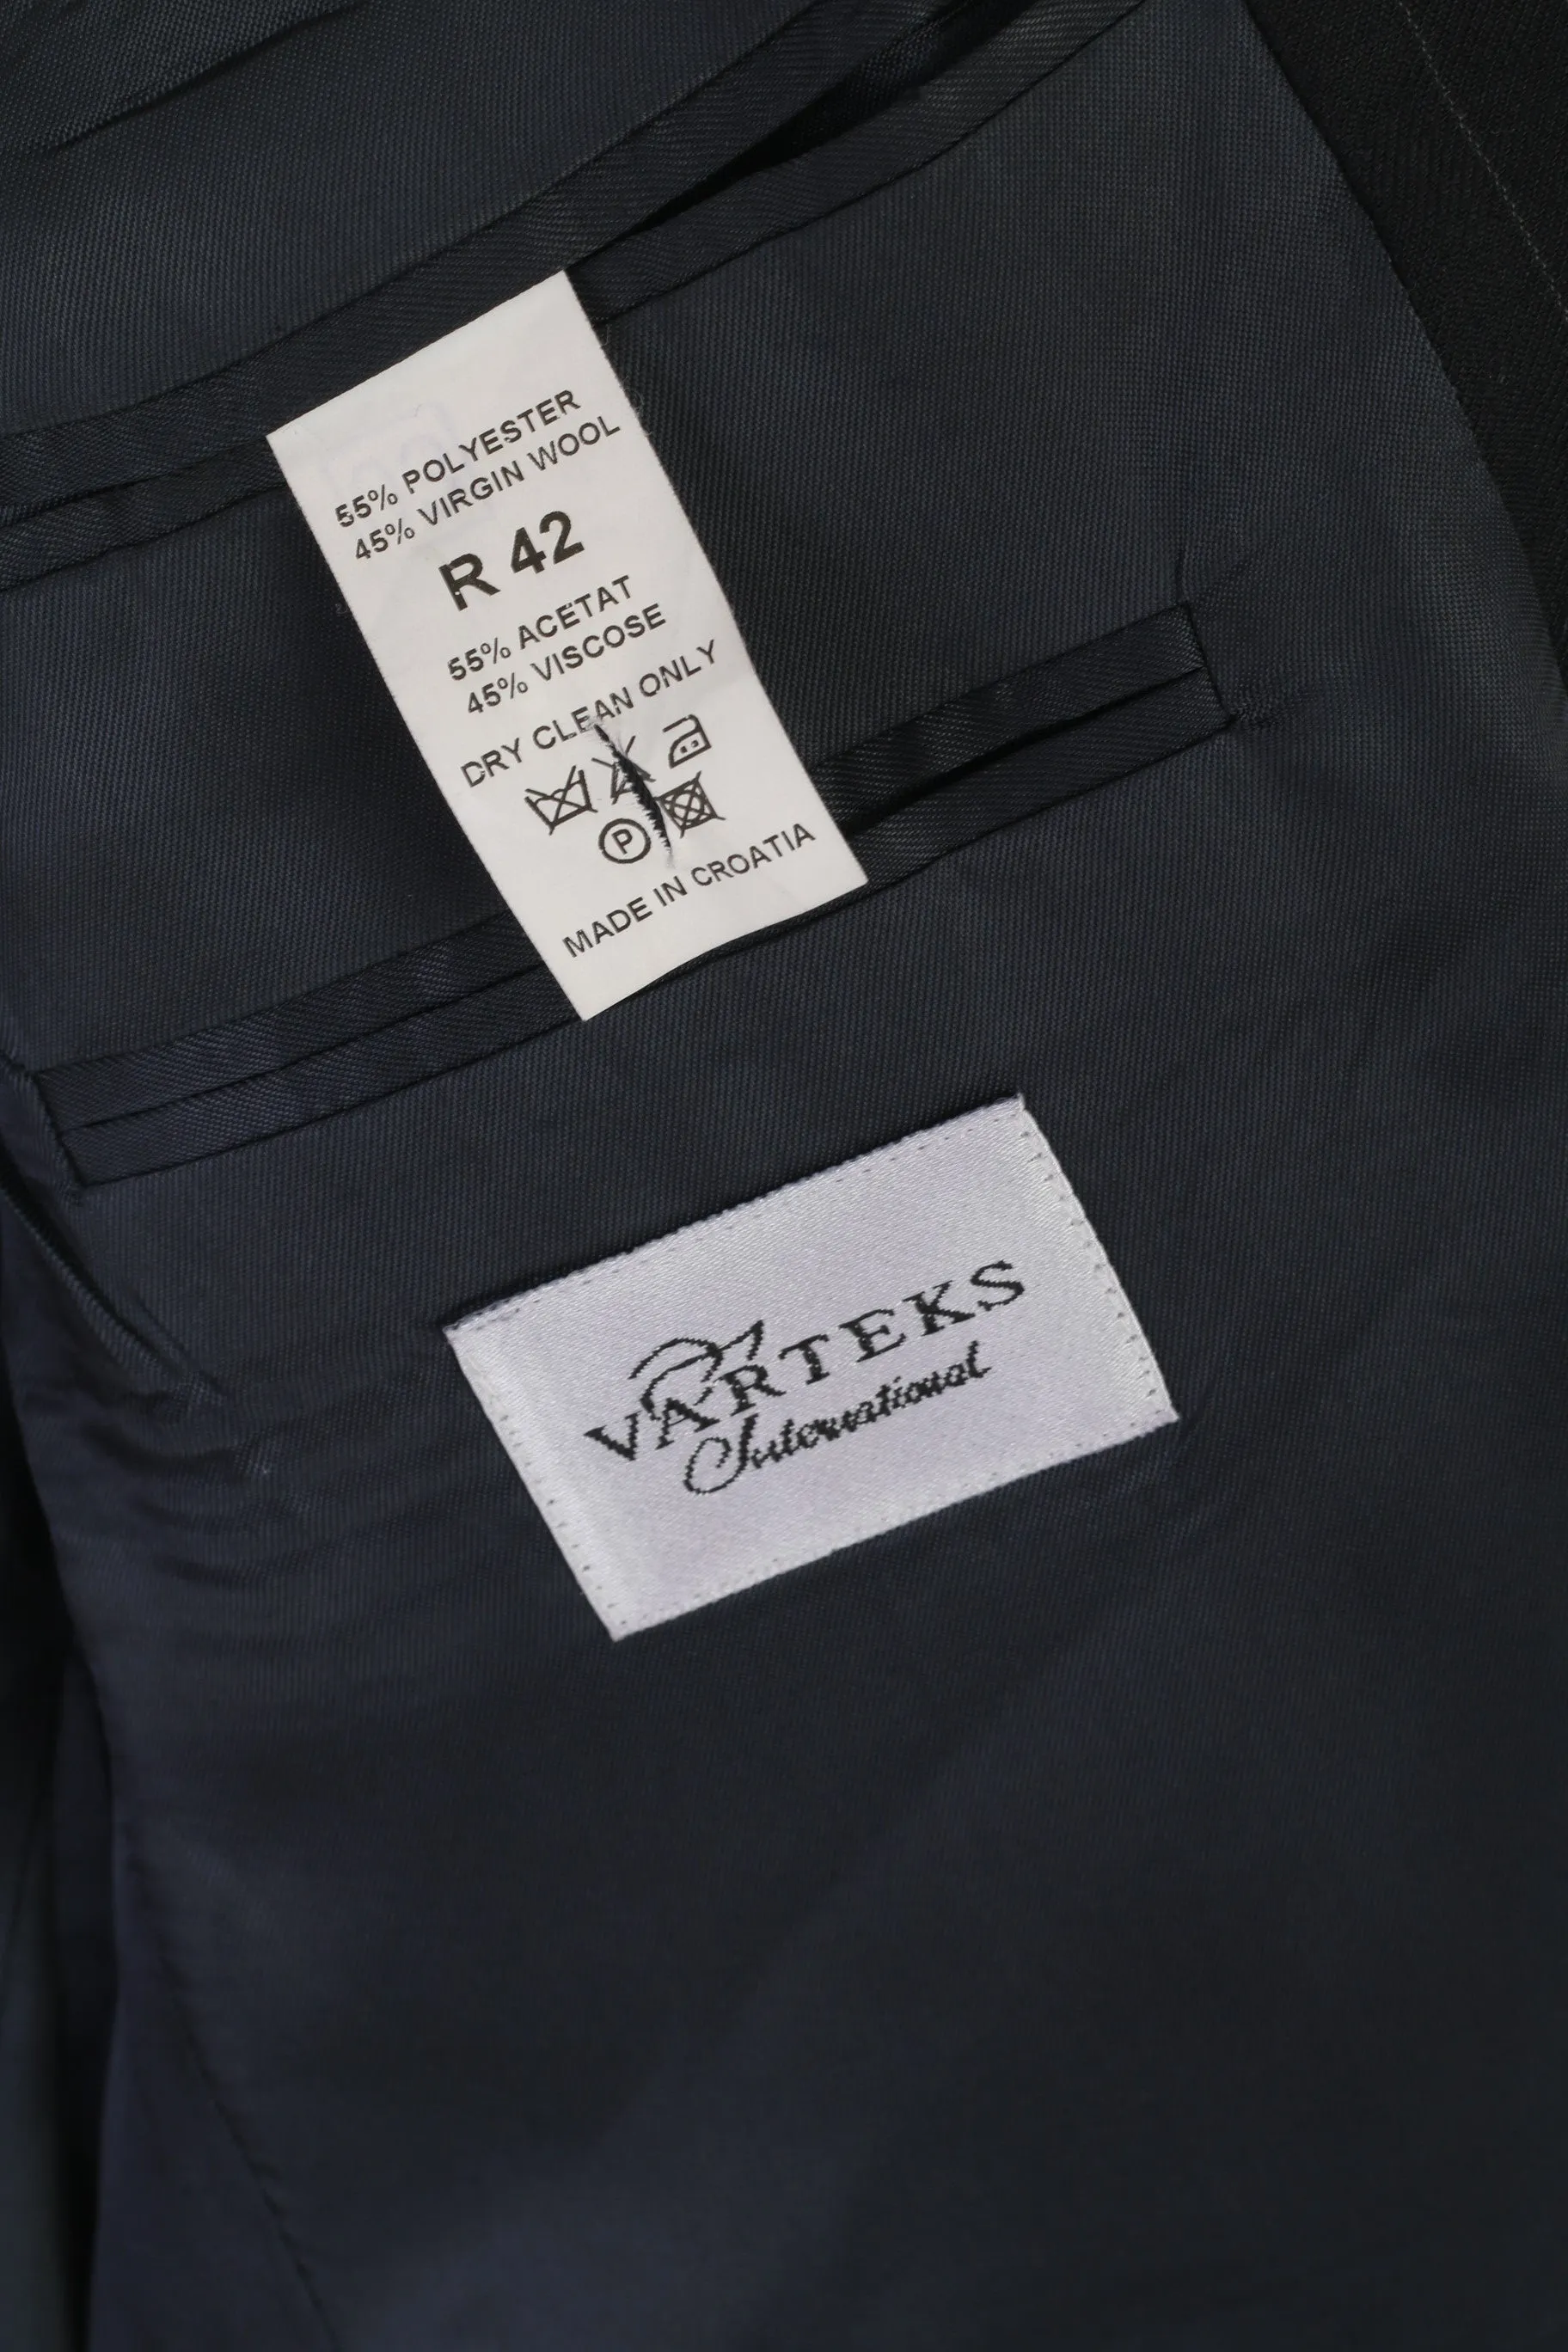 55% POLYESTER
45% VIRGIN WOOL
R 42
55% ACETAT
45% VISCOSE
DRY CLEAN ONLY
P
MADE IN CROATIA
VARTEKS
International